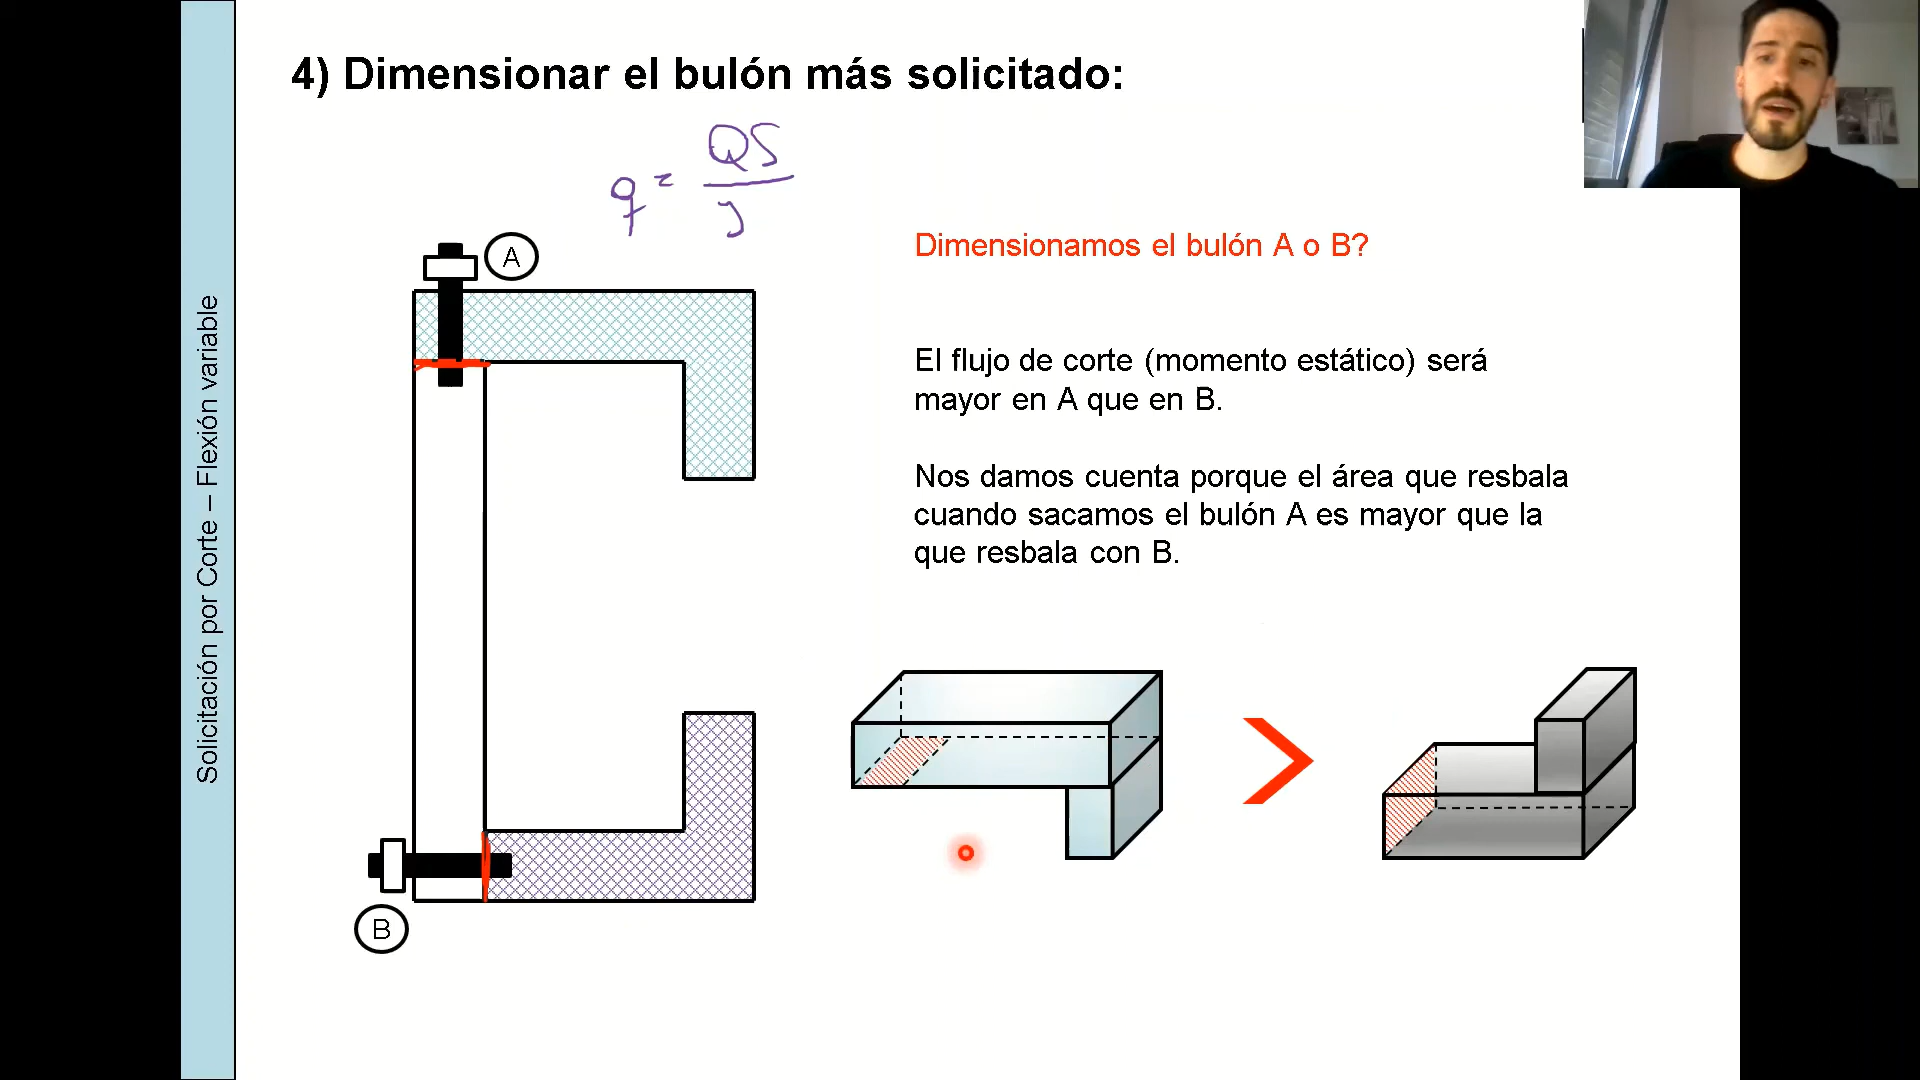 4) Dimensionar el bulón más solicitado:
q = QS
J
A
Dimensionamos el bulón A o B?
El flujo de corte (momento estático) será
mayor en A que en B.
Nos damos cuenta porque el área que resbala
cuando sacamos el bulón A es mayor que la
que resbala con B.
B
Solicitación por Corte – Flexión variable